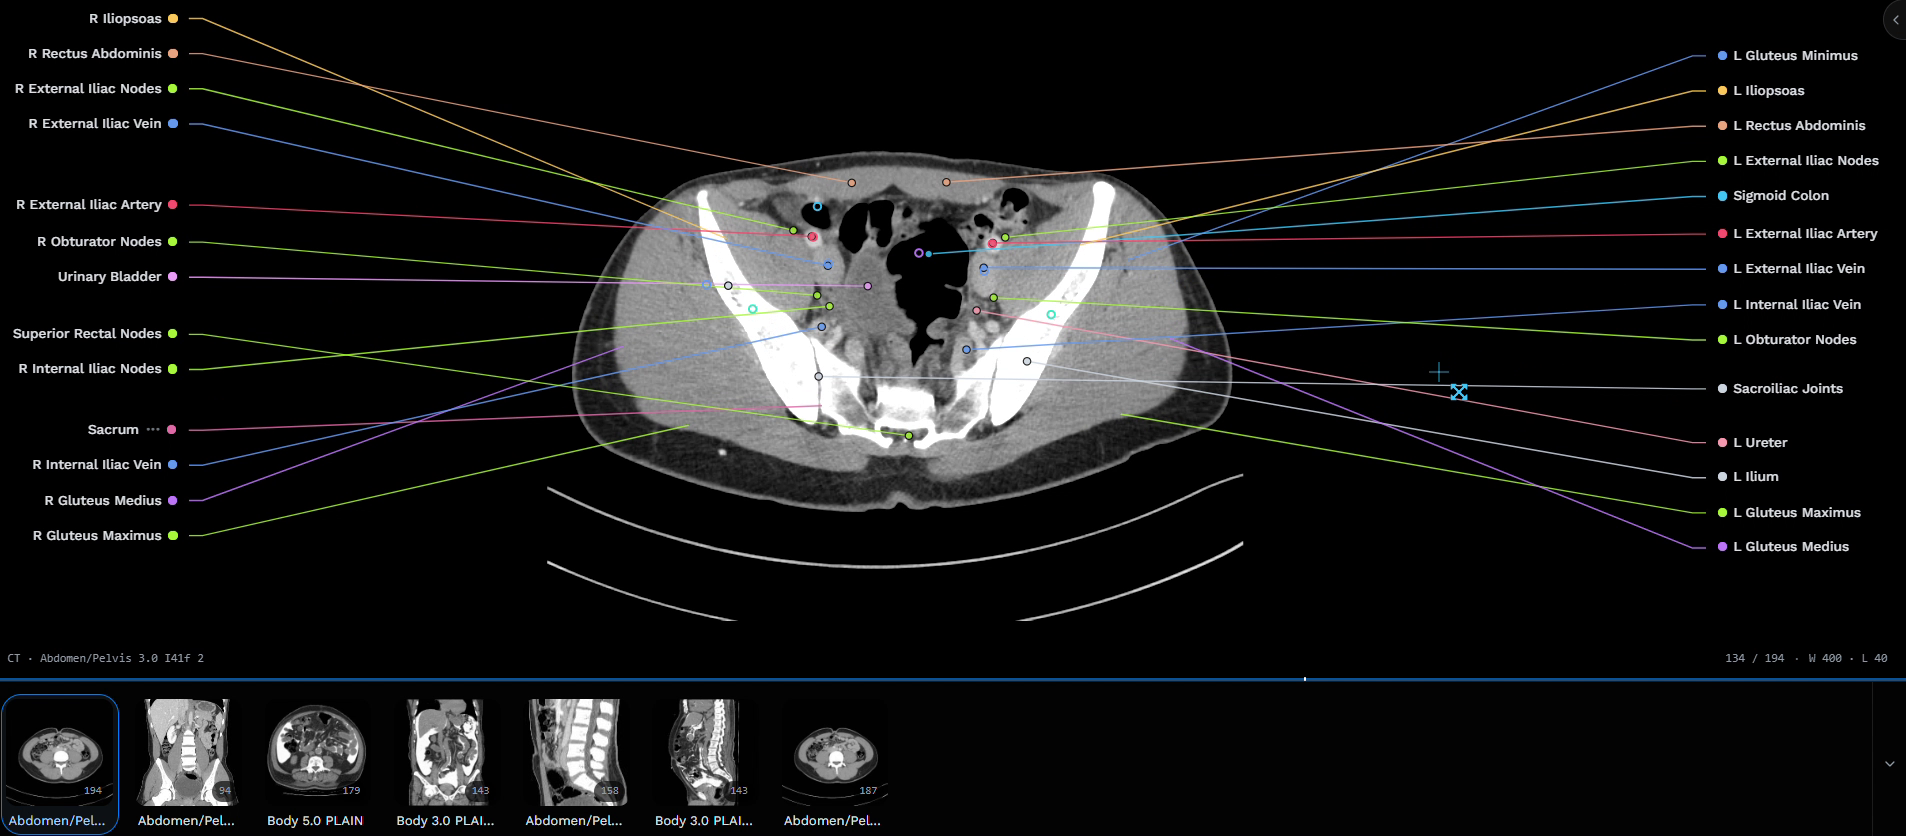 R Iliopsoas
R Rectus Abdominis
R External Iliac Nodes
R External Iliac Vein
R External Iliac Artery
R Obturator Nodes
Urinary Bladder
Superior Rectal Nodes
R Internal Iliac Nodes
Sacrum ···
R Internal Iliac Vein
R Gluteus Medius
R Gluteus Maximus
L Gluteus Minimus
L Iliopsoas
L Rectus Abdominis
L External Iliac Nodes
Sigmoid Colon
L External Iliac Artery
L External Iliac Vein
L Internal Iliac Vein
L Obturator Nodes
Sacroiliac Joints
L Ureter
L Ilium
L Gluteus Maximus
L Gluteus Medius
CT · Abdomen/Pelvis 3.0 I41f 2
134 / 194 · W 400 · L 40
194
94
179
143
158
143
187
Abdomen/Pel...
Abdomen/Pel...
Body 5.0 PLAIN
Body 3.0 PLAI...
Abdomen/Pel...
Body 3.0 PLAI...
Abdomen/Pel...